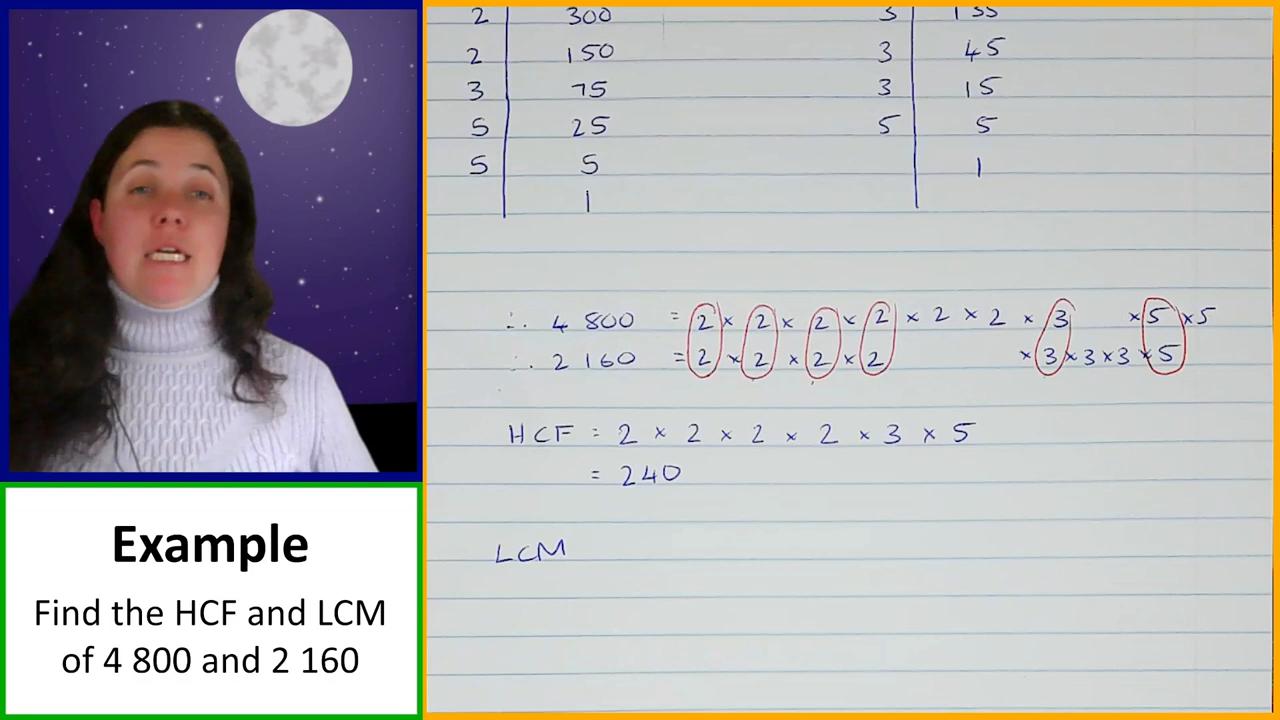 2 300 3 135
2 150 3 45
3 75 3 15
5 25 5 5
5 5 1
1
∴ 4 800 = 2 × 2 × 2 × 2 × 2 × 2 × 3 × 5 × 5
∴ 2 160 = 2 × 2 × 2 × 2 × 3 × 3 × 3 × 5
HCF = 2 × 2 × 2 × 2 × 3 × 5
= 240
LCM
Example
Find the HCF and LCM
of 4 800 and 2 160